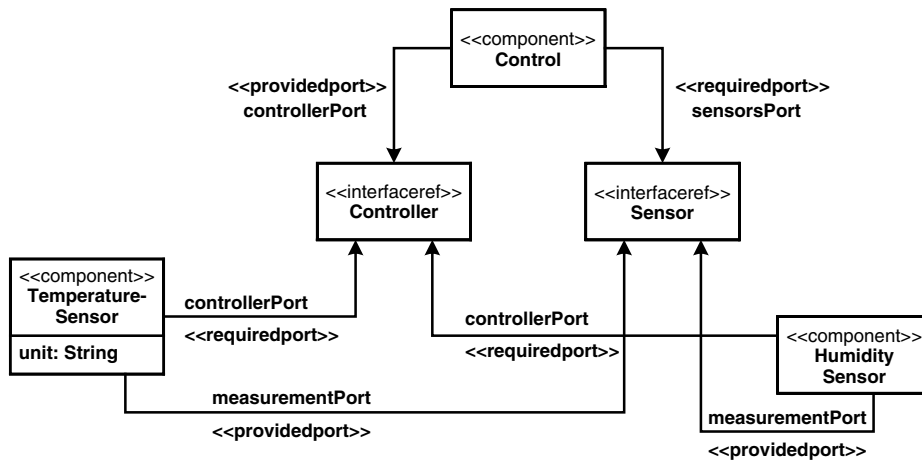 <<component>>
Control
<<providedport>>
controllerPort
<<requiredport>>
sensorsPort
<<interfaceref>>
Controller
<<interfaceref>>
Sensor
<<component>>
Temperature-
Sensor
unit: String
controllerPort
<<requiredport>>
controllerPort
<<requiredport>>
<<component>>
Humidity
Sensor
measurementPort
<<providedport>>
measurementPort
<<providedport>>